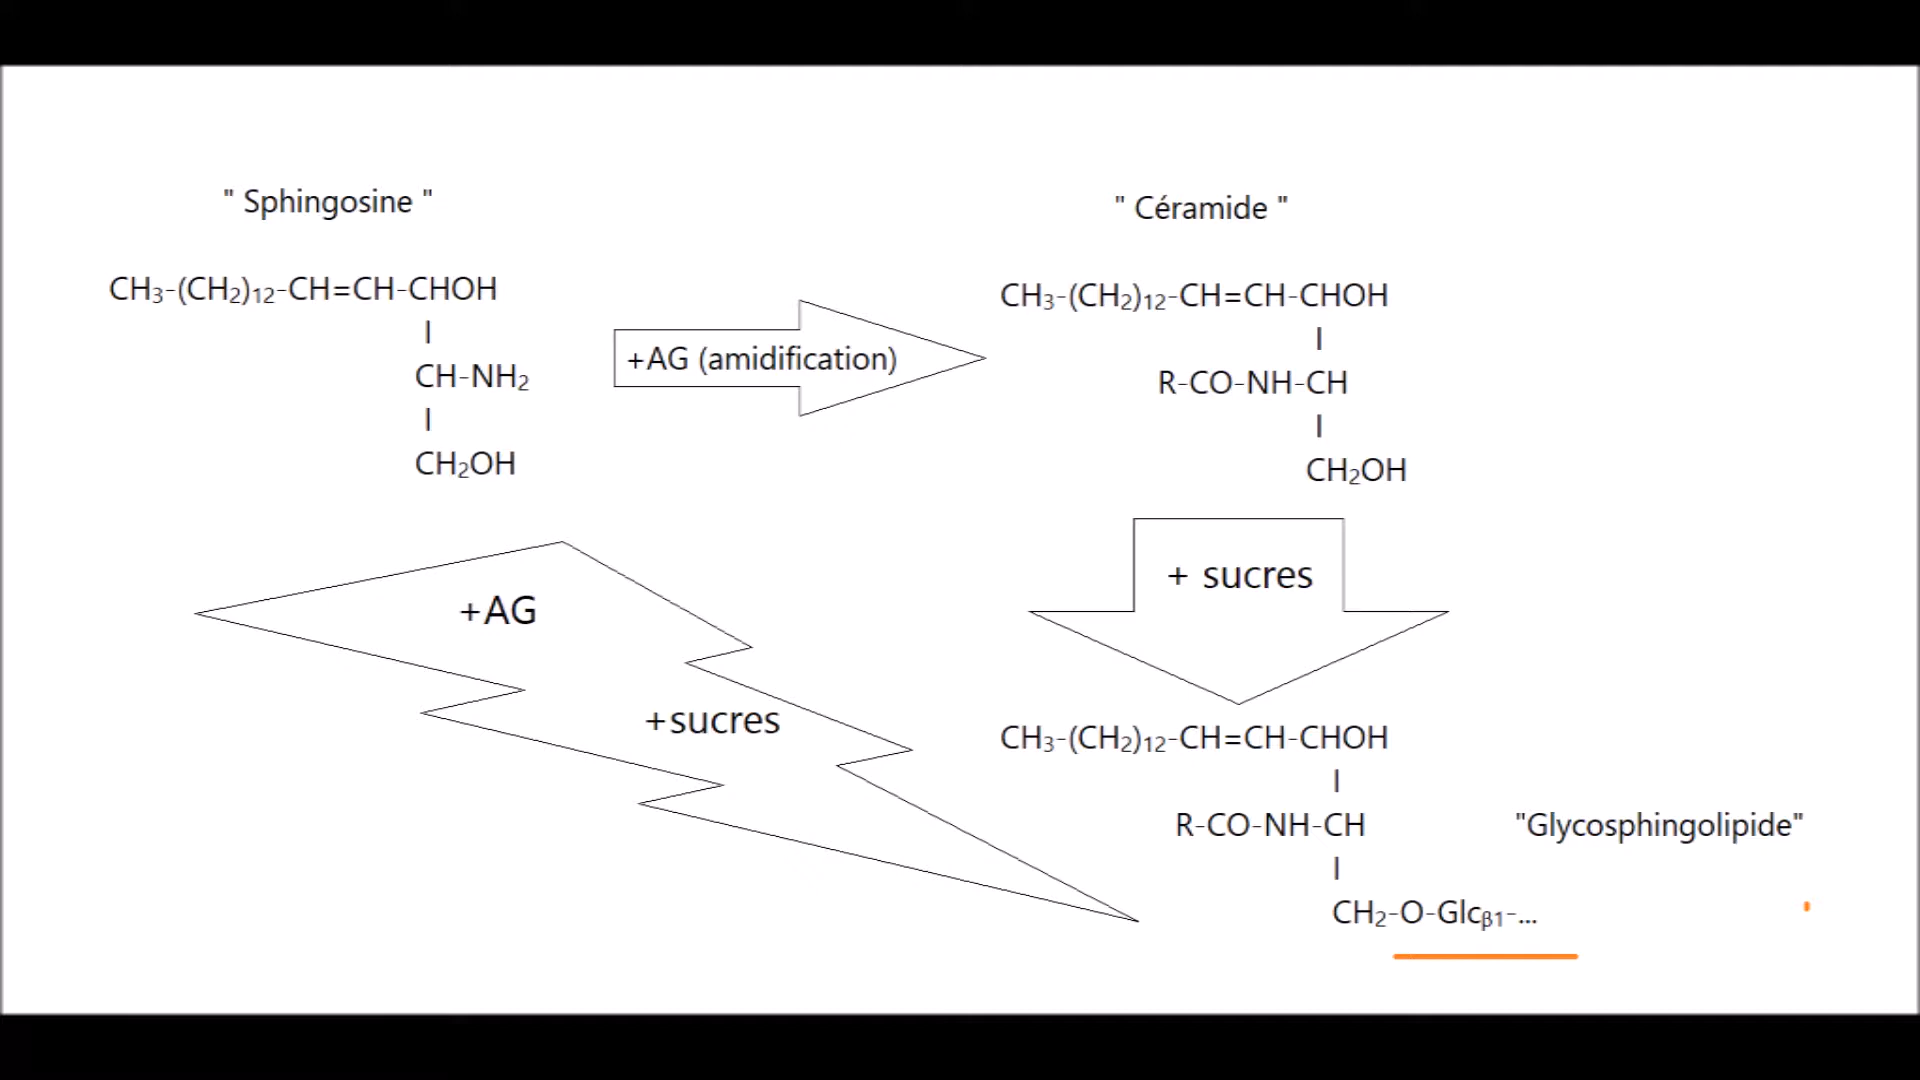 " Sphingosine "
CH₃-(CH₂)₁₂-CH=CH-CHOH
|
CH-NH₂
|
CH₂OH
+AG (amidification)
" Céramide "
CH₃-(CH₂)₁₂-CH=CH-CHOH
|
R-CO-NH-CH
|
CH₂OH
+ sucres
+AG
+sucres
CH₃-(CH₂)₁₂-CH=CH-CHOH
|
R-CO-NH-CH
|
CH₂-O-Glcᵦ₁-...
"Glycosphingolipide"